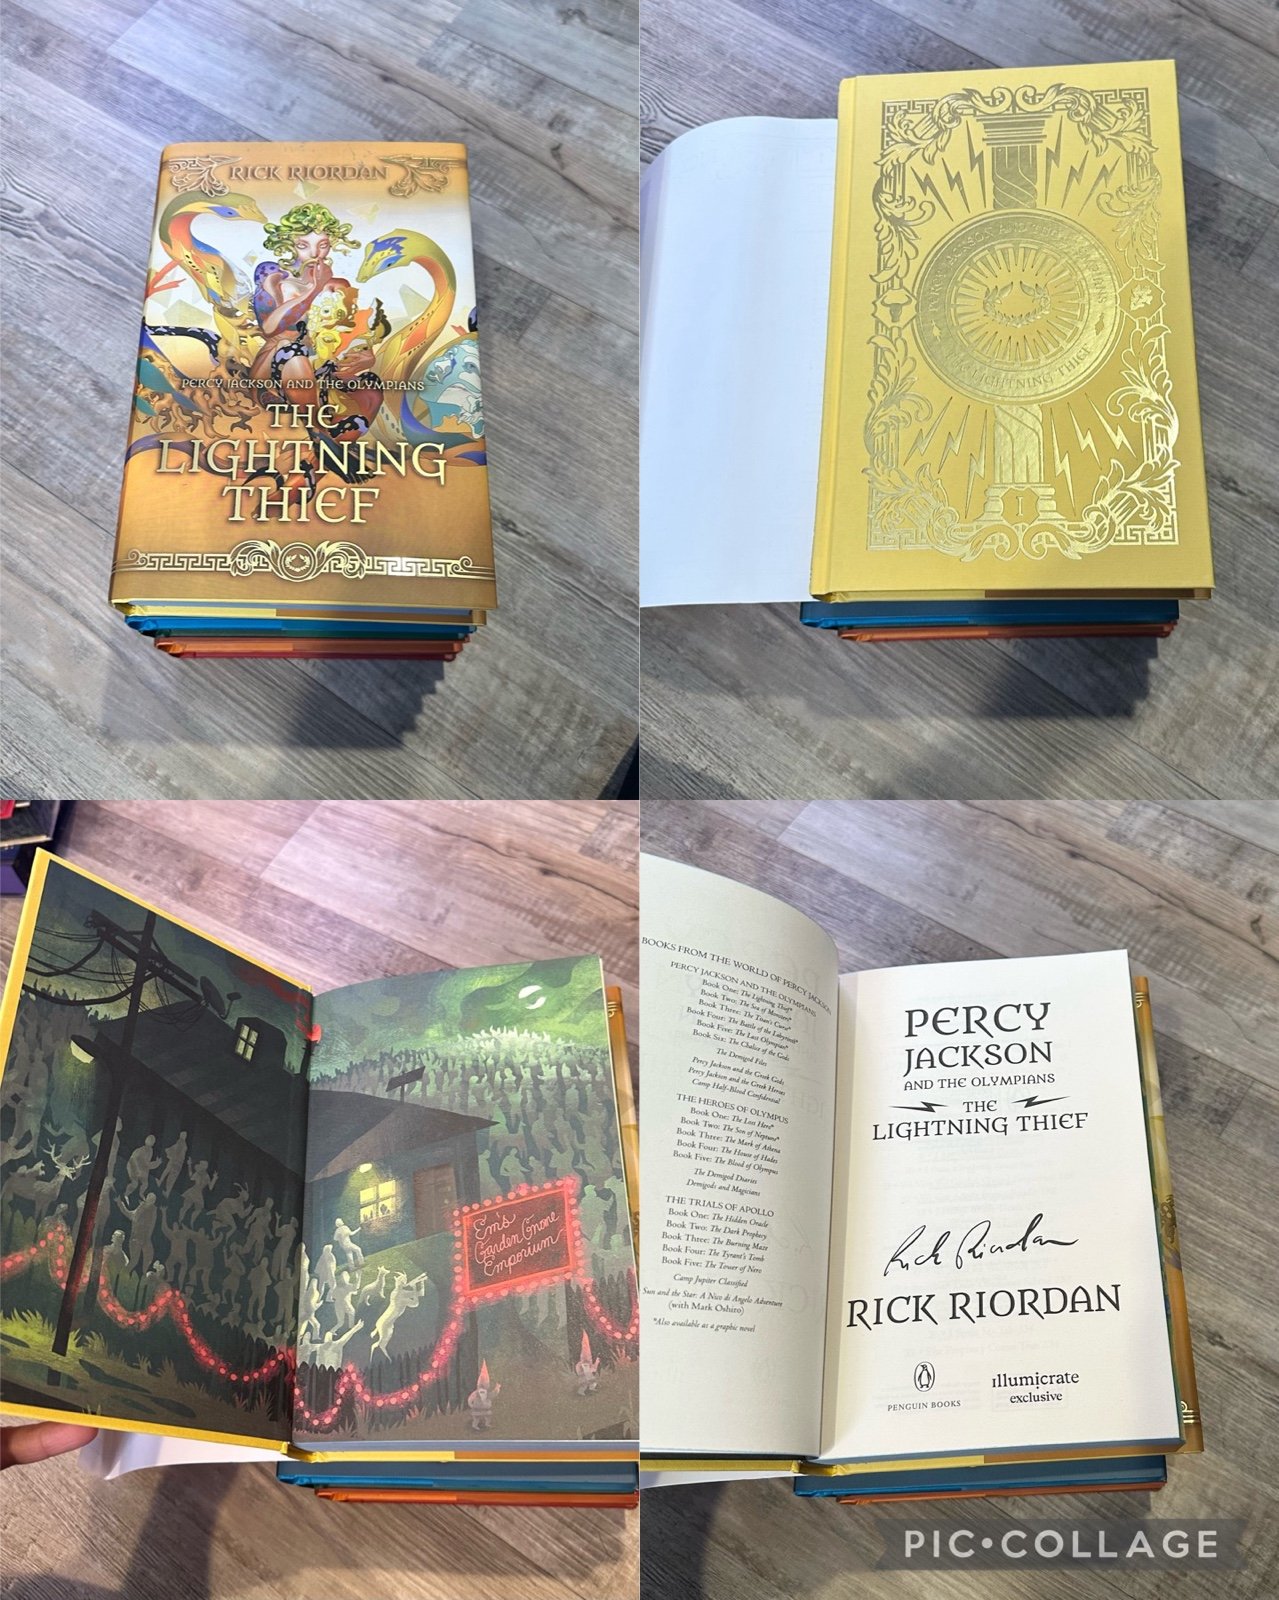 RICK RIORDAN
PERCY JACKSON AND THE OLYMPIANS
THE
LIGHTNING
THIEF
PERCY JACKSON AND THE
LIGHTNING THIEF
I
Em's
Garden Gnome
Emporium
BOOKS FROM THE WORLD OF PERCY JACKSON
PERCY JACKSON AND THE OLYMPIANS
Book One: The Lightning Thief*
Book Two: The Sea of Monsters*
Book Three: The Titan's Curse*
Book Four: The Battle of the Labyrinth*
Book Five: The Last Olympian*
Book Six: The Chalice of the Gods
The Demigod Files
Percy Jackson and the Greek Gods
Percy Jackson and the Greek Heroes
Camp Half-Blood Confidential
THE HEROES OF OLYMPUS
Book One: The Lost Hero*
Book Two: The Son of Neptune*
Book Three: The Mark of Athena
Book Four: The House of Hades
Book Five: The Blood of Olympus
The Demigod Diaries
Demigods and Magicians
THE TRIALS OF APOLLO
Book One: The Hidden Oracle
Book Two: The Dark Prophecy
Book Three: The Burning Maze
Book Four: The Tyrant's Tomb
Book Five: The Tower of Nero
Camp Jupiter Classified
Sun and the Star: A Nico di Angelo Adventure
(with Mark Oshiro)
*Also available as a graphic novel
PERCY
JACKSON
AND THE OLYMPIANS
THE
LIGHTNING THIEF
Rick Riordan
RICK RIORDAN
PENGUIN BOOKS
illumicrate
exclusive
PIC•COLLAGE